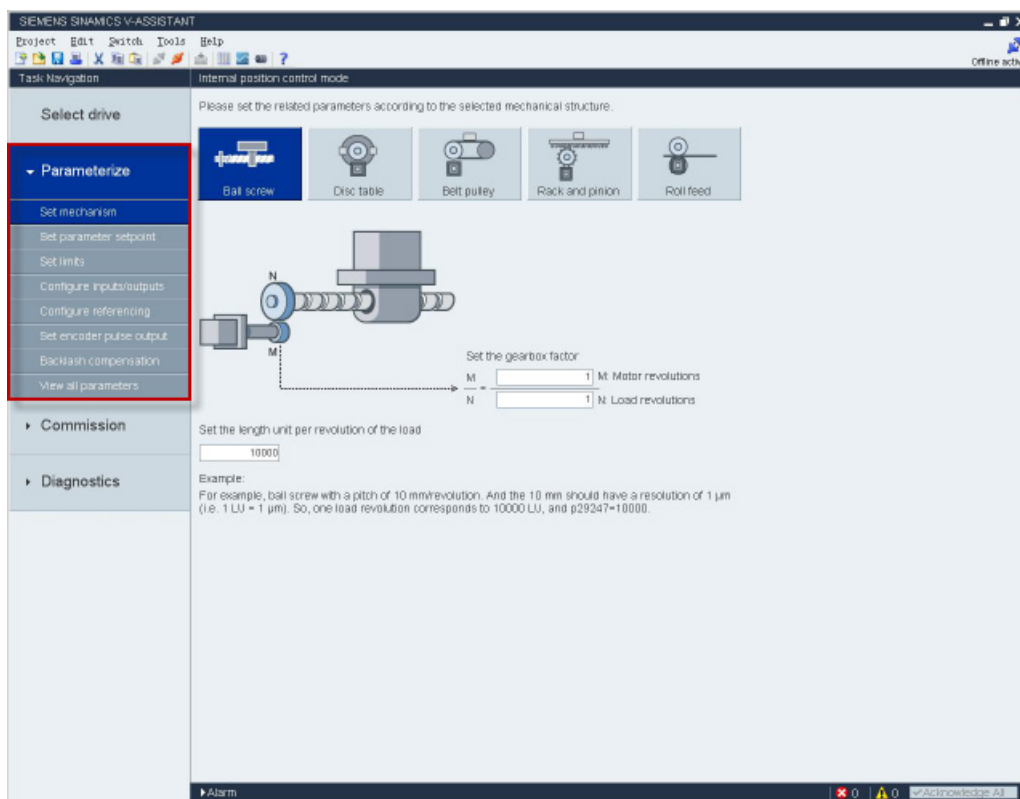 SIEMENS SINAMICS V-ASSISTANT
Project Edit Switch Tools Help
Task Navigation
Internal position control mode
Select drive
Parameterize
Set mechanism
Set parameter setpoint
Set limits
Configure inputs/outputs
Configure referencing
Set encoder pulse output
Backlash compensation
View all parameters
Commission
Diagnostics
Offline activ
Please set the related parameters according to the selected mechanical structure.
Ball screw
Disc table
Belt pulley
Rack and pinion
Roll feed
N
M
Set the gearbox factor
M = 1 M: Motor revolutions
N 1 N: Load revolutions
Set the length unit per revolution of the load
10000
Example:
For example, ball screw with a pitch of 10 mm/revolution. And the 10 mm should have a resolution of 1 μm
(i.e. 1 LU = 1 μm). So, one load revolution corresponds to 10000 LU, and p29247=10000.
Alarm
0
0
Acknowledge All